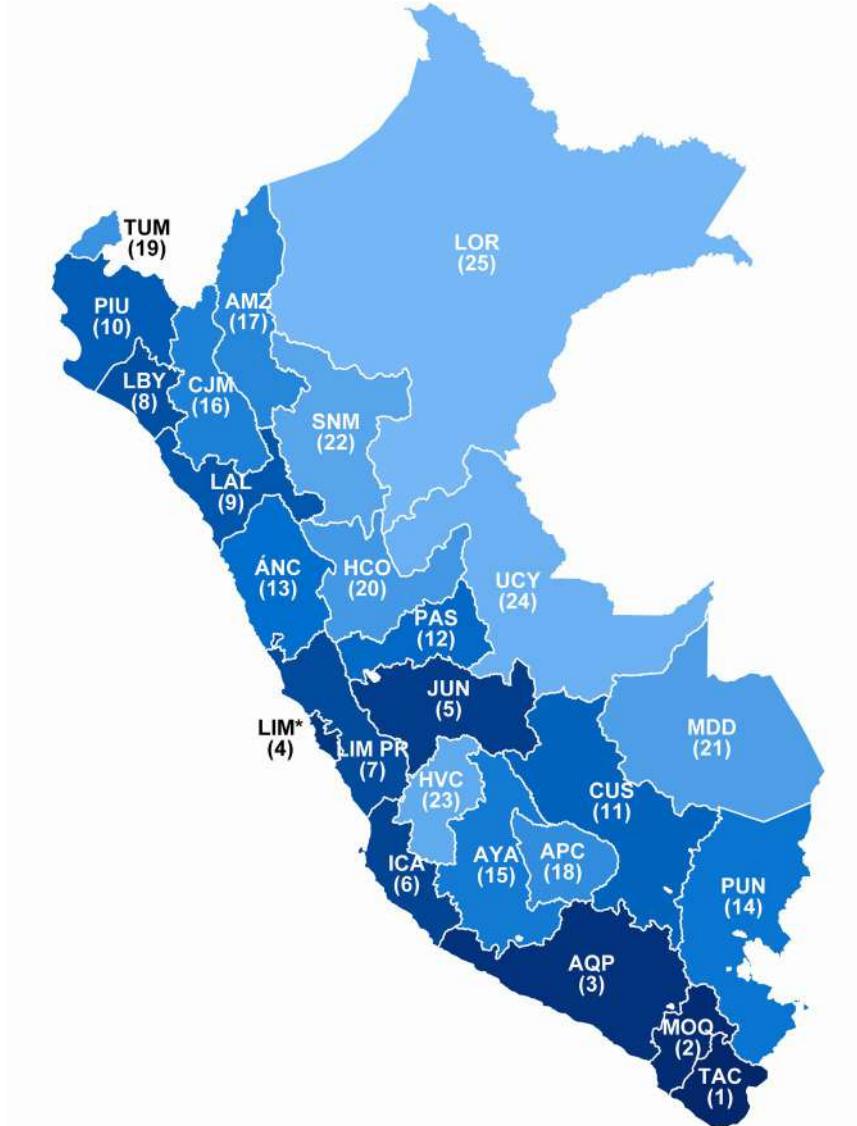 TUM
(19)
LOR
(25)
AMZ
(17)
PIU
(10)
LBY
(8)
CJM
(16)
SNM
(22)
LAL
(9)
ÁNC
(13)
HCO
(20)
UCY
(24)
PAS
(12)
JUN
(5)
LIM*
(4)
LIM PR
(7)
MDD
(21)
HVC
(23)
CUS
(11)
ICA
(6)
AYA
(15)
APC
(18)
PUN
(14)
AQP
(3)
MOQ
(2)
TAC
(1)